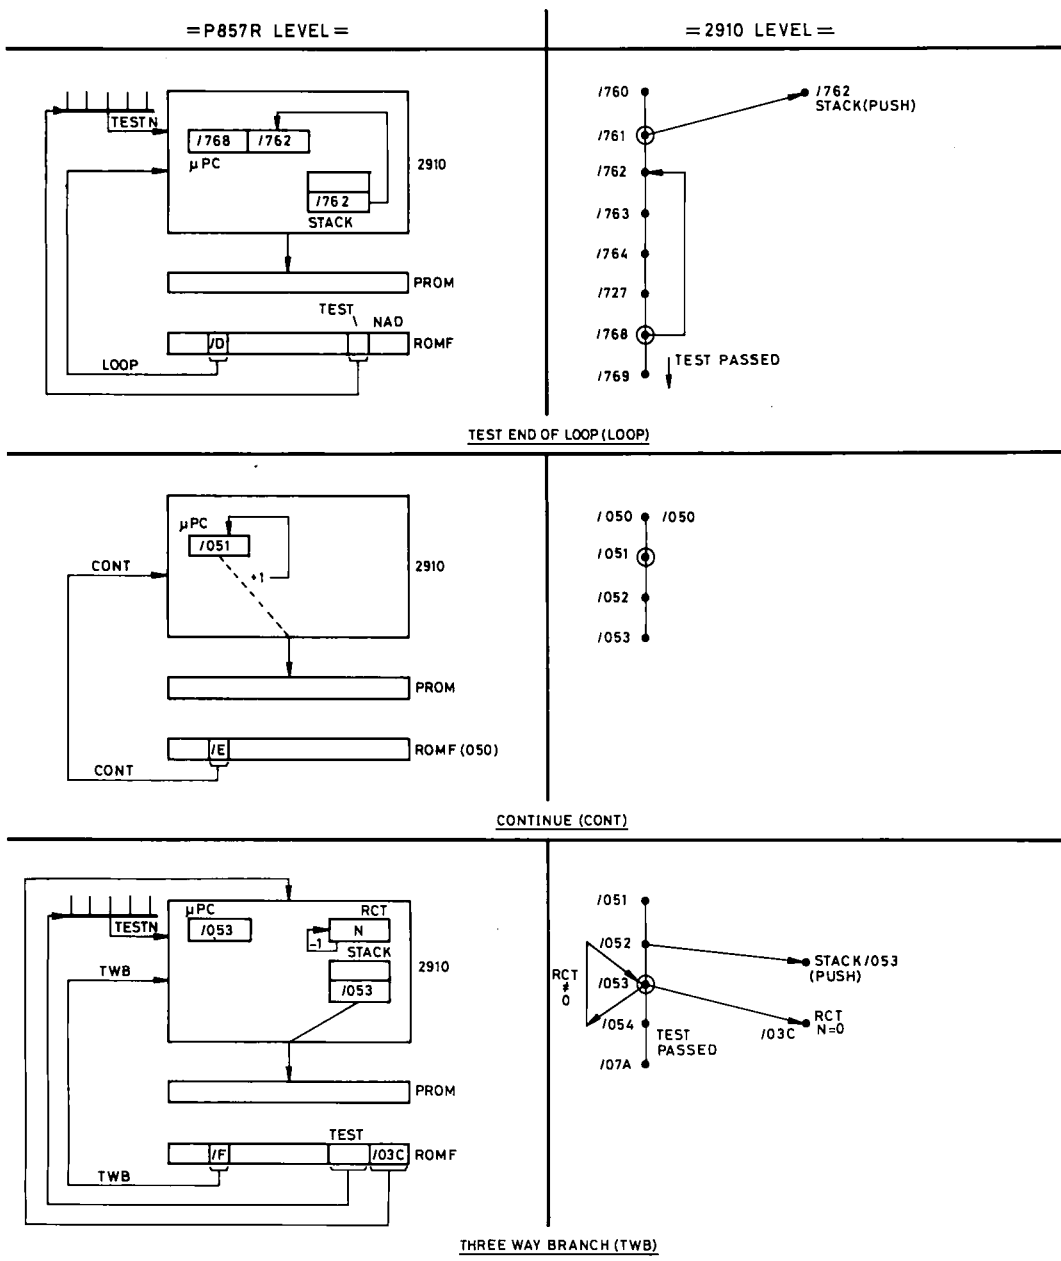 =P857R LEVEL=
=2910 LEVEL=
TESTN
/768 /762
μPC
2910
/762
STACK
PROM
TEST
NAD
/D
ROMF
LOOP
/760
/762
STACK(PUSH)
/761
/762
/763
/764
/727
/768
TEST PASSED
/769
TEST END OF LOOP(LOOP)
μPC
/051
CONT
+1
2910
PROM
/E
ROMF(050)
CONT
/050 /050
/051
/052
/053
CONTINUE (CONT)
TESTN
μPC
/053
RCT
N
-1
STACK
/053
TWB
2910
PROM
TEST
/F
/03C
ROMF
TWB
/051
/052
STACK/053
(PUSH)
RCT
≠
0
/053
/054
TEST
PASSED
/03C
RCT
N=0
/07A
THREE WAY BRANCH (TWB)